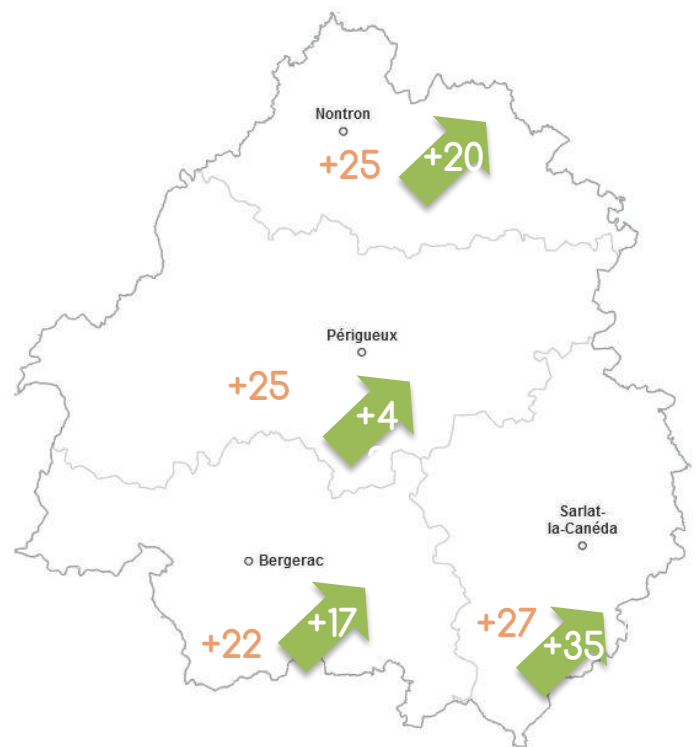 Nontron
+25
+20
Périgueux
+25
+4
Sarlat-
la-Canéda
Bergerac
+22
+17
+27
+35